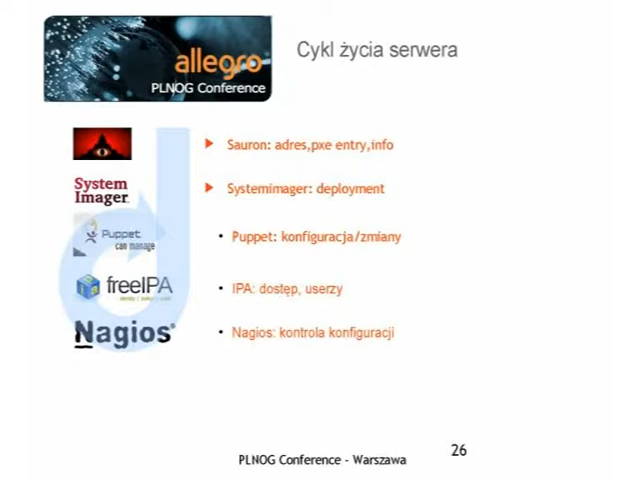 allegro
PLNOG Conference
Cykl życia serwera
Sauron: adres,pxe entry,info
System
Imager
Systemimager: deployment
Puppet
can manage
Puppet: konfiguracja/zmiany
freeIPA
IPA: dostęp, userzy
Nagios®
Nagios: kontrola konfiguracji
PLNOG Conference - Warszawa
26